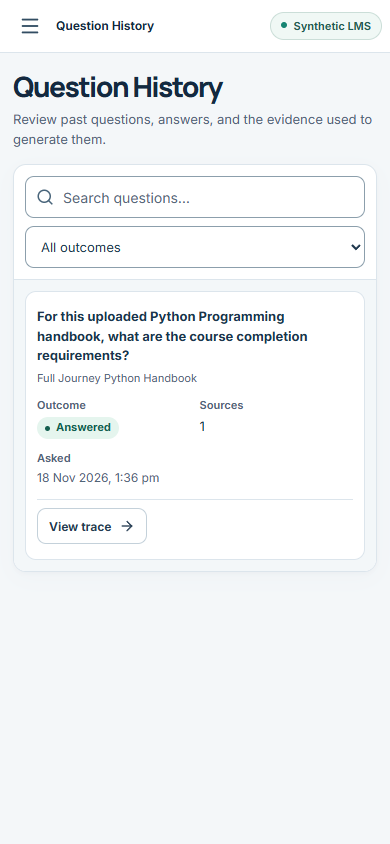 Question History
Synthetic LMS
Question History
Review past questions, answers, and the evidence used to
generate them.
Search questions...
All outcomes
For this uploaded Python Programming
handbook, what are the course completion
requirements?
Full Journey Python Handbook
Outcome
Sources
Answered
1
Asked
18 Nov 2026, 1:36 pm
View trace